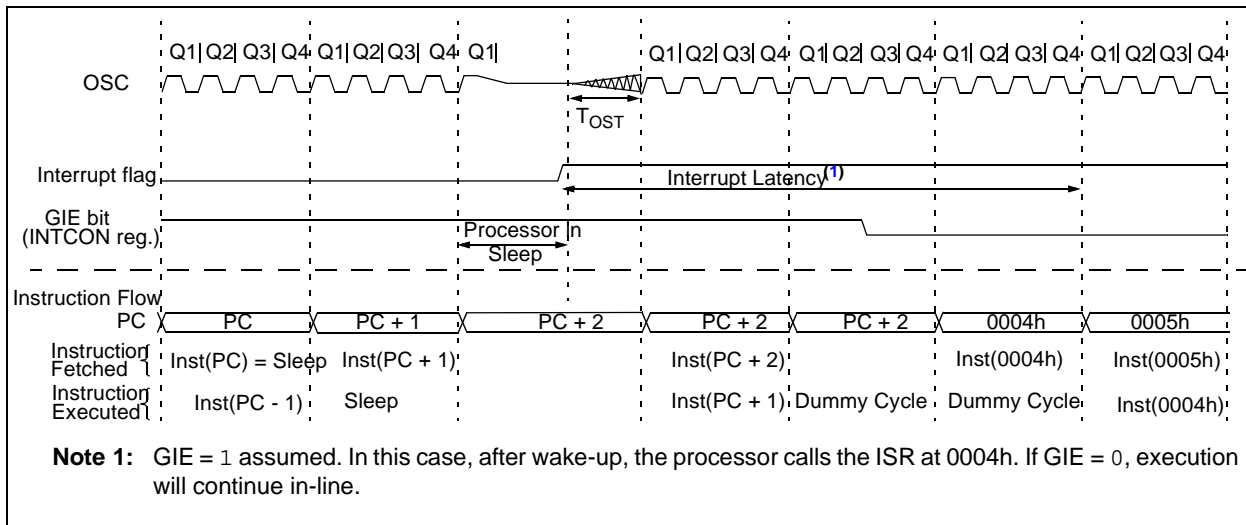 Q1| Q2| Q3| Q4 Q1| Q2| Q3| Q4 Q1| Q1| Q2| Q3| Q4 Q1| Q2| Q3| Q4 Q1| Q2| Q3| Q4 Q1| Q2| Q3| Q4
OSC
TOST
Interrupt flag
Interrupt Latency(1)
GIE bit
(INTCON reg.)
Processor in
Sleep
Instruction Flow
PC PC PC + 1 PC + 2 PC + 2 PC + 2 0004h 0005h
Instruction
Fetched
Inst(PC) = Sleep Inst(PC + 1) Inst(PC + 2) Inst(0004h) Inst(0005h)
Instruction
Executed
Inst(PC - 1) Sleep Inst(PC + 1) Dummy Cycle Dummy Cycle Inst(0004h)
Note 1: GIE = 1 assumed. In this case, after wake-up, the processor calls the ISR at 0004h. If GIE = 0, execution
will continue in-line.